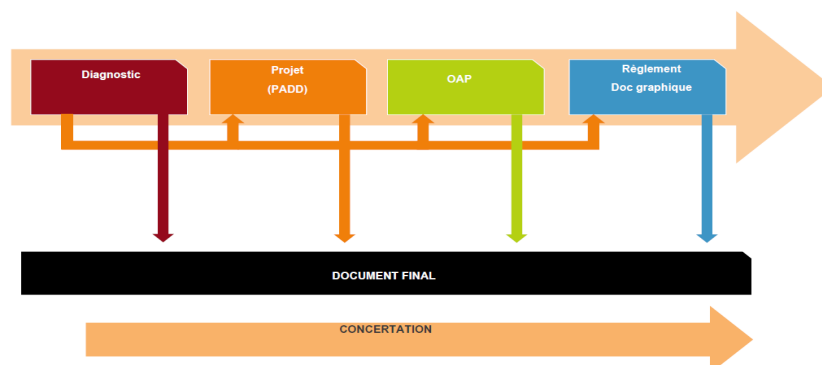 Diagnostic
Projet
(PADD)
OAP
Règlement
Doc graphique
DOCUMENT FINAL
CONCERTATION